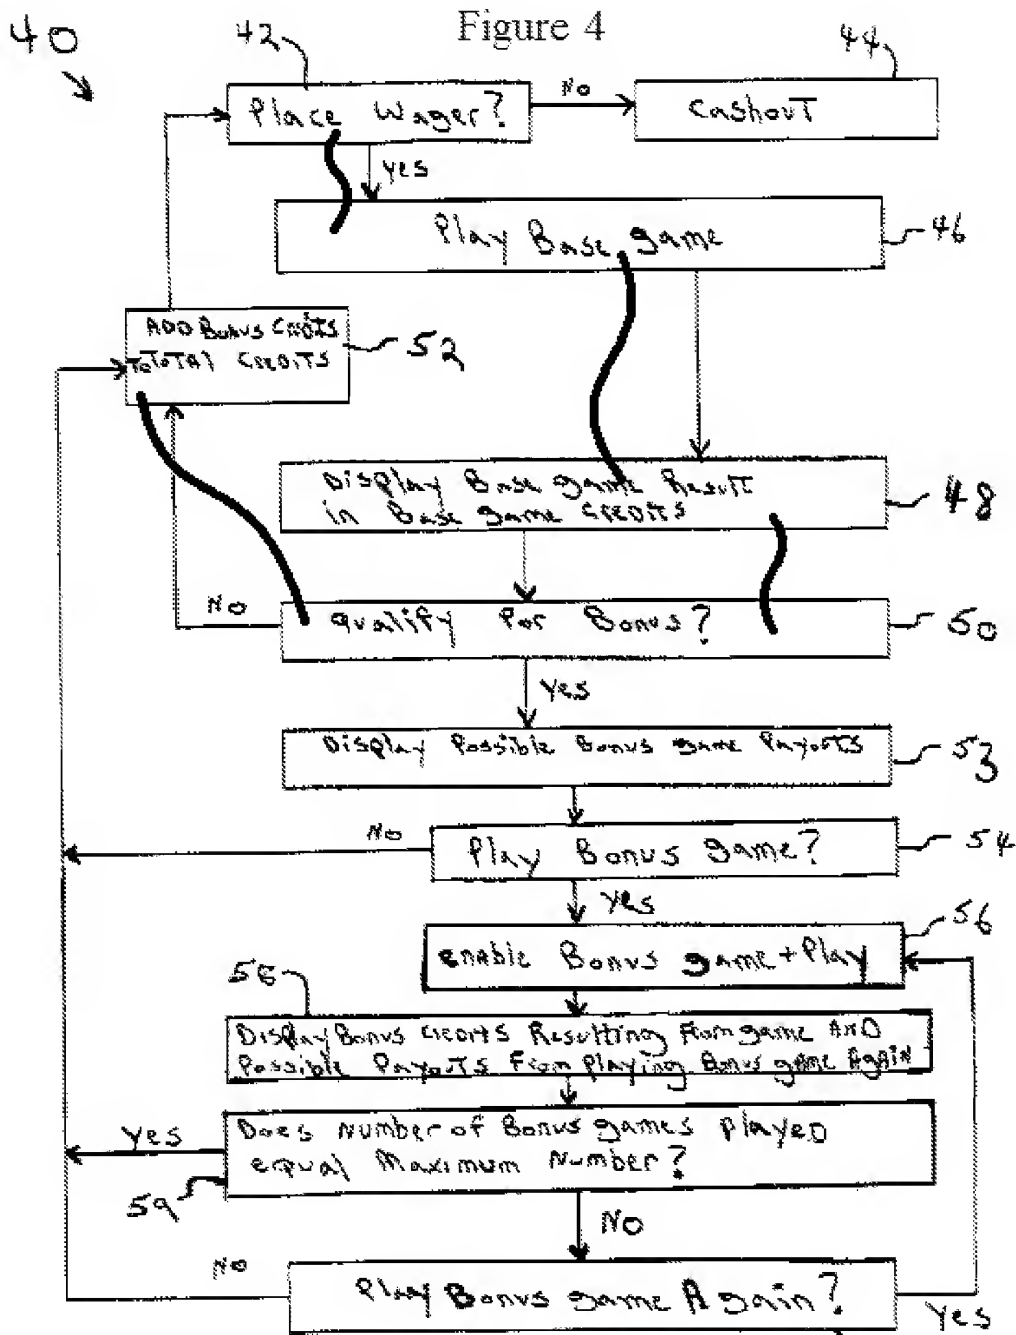 Figure 4
40
42
44
Place Wager?
No
Cashout
Yes
Play Base game
46
ADD Bonus Credits
To Total Credits
52
Display Base game Result
in Base game Credits
48
No
Qualify For Bonus?
50
Yes
Display Possible Bonus game Payouts
53
No
Play Bonus game?
54
Yes
56
enable Bonus game + Play
58
Display Bonus Credits Resulting From game AND
Possible Payouts From playing Bonus game Again
Yes
Does Number of Bonus games played
equal Maximum Number?
59
No
No
Play Bonus game Again?
Yes